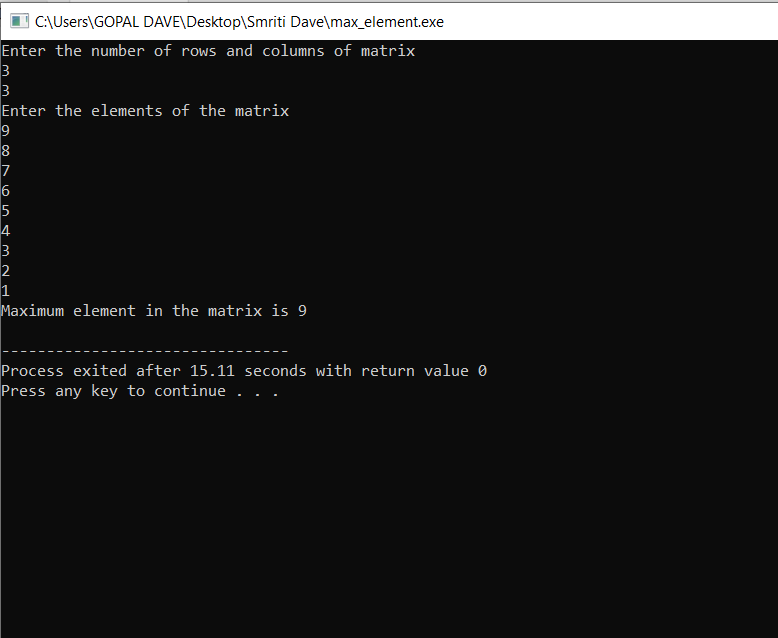 C:\Users\GOPAL DAVE\Desktop\Smriti Dave\max_element.exe
Enter the number of rows and columns of matrix
3
3
Enter the elements of the matrix
9
8
7
6
5
4
3
2
1
Maximum element in the matrix is 9
--------------------------------
Process exited after 15.11 seconds with return value 0
Press any key to continue . . .